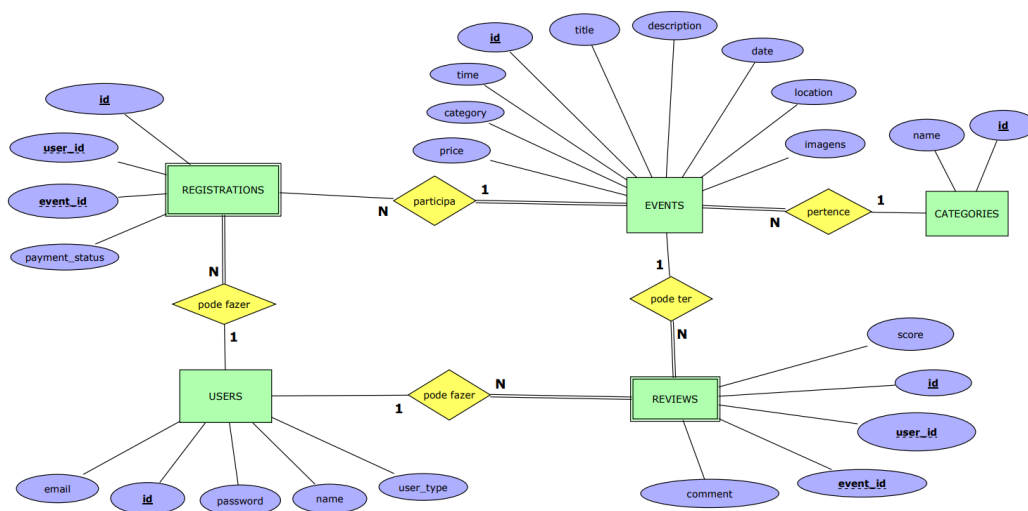 description
title
id
date
time
location
id
category
name
id
user_id
price
imagens
REGISTRATIONS
event_id
participa
1
N
EVENTS
N
pertence
1
CATEGORIES
payment_status
N
1
pode fazer
pode ter
1
N
score
id
USERS
1
pode fazer
N
REVIEWS
user_id
email
id
password
name
user_type
comment
event_id